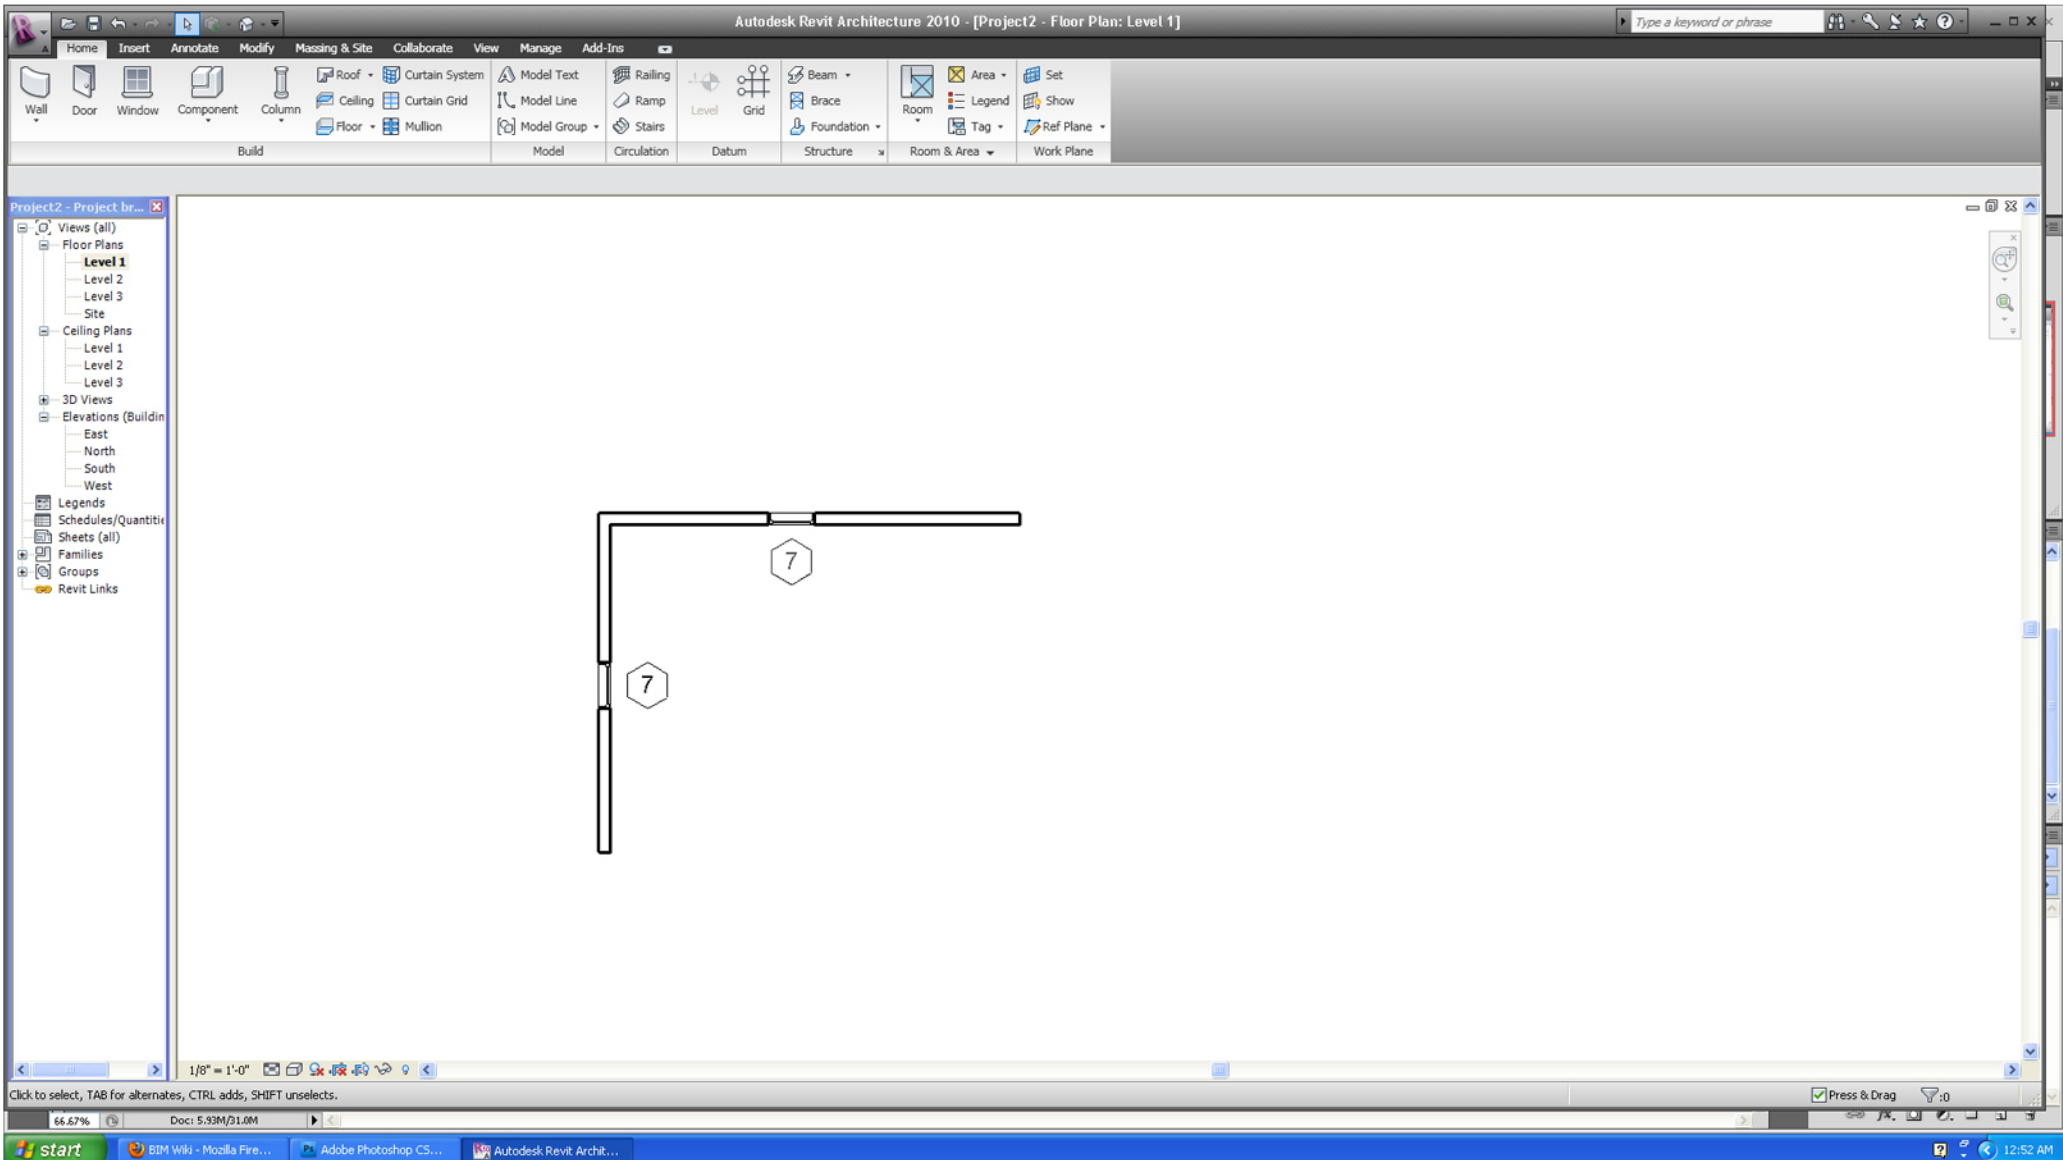 Autodesk Revit Architecture 2010 - [Project2 - Floor Plan: Level 1]
Type a keyword or phrase
Home Insert Annotate Modify Massing & Site Collaborate View Manage Add-Ins
Roof Curtain System Model Text Railing Beam Area Set
Ceiling Curtain Grid Model Line Ramp Brace Legend Show
Wall Door Window Component Column Level Grid Room
Floor Mullion Model Group Stairs Foundation Tag Ref Plane
Build Model Circulation Datum Structure Room & Area Work Plane
Project2 - Project br...
Views (all)
Floor Plans
Level 1
Level 2
Level 3
Site
Ceiling Plans
Level 1
Level 2
Level 3
3D Views
Elevations (Buildin
East
North
South
West
Legends
Schedules/Quantitie
Sheets (all)
Families
Groups
Revit Links
7
7
1/8" = 1'-0"
Click to select, TAB for alternates, CTRL adds, SHIFT unselects.
Press & Drag
:0
66.67% Doc: 5.93M/31.0M
start BIM Wiki - Mozilla Fire... Adobe Photoshop CS... Autodesk Revit Archit... 12:52 AM